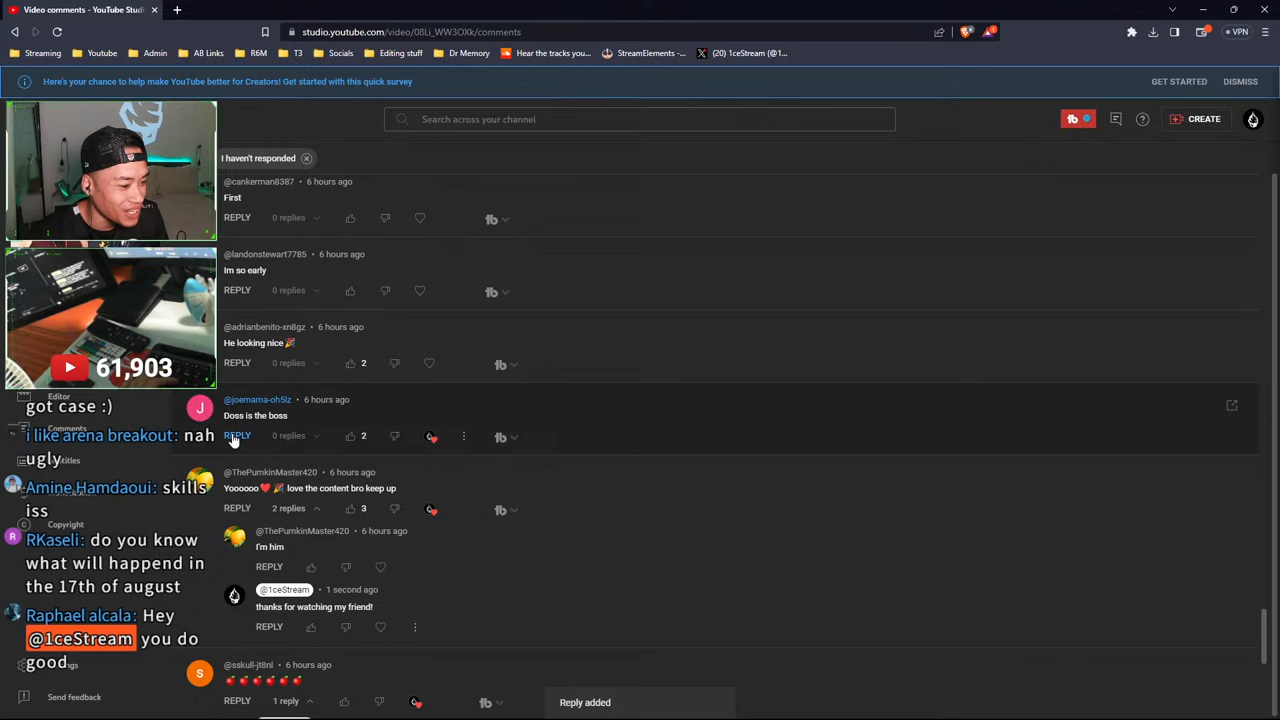 Video comments - YouTube Studio
studio.youtube.com/video/08Li_WW3OXk/comments
VPN
Streaming
Youtube
Admin
AB Links
R6M
T3
Socials
Editing stuff
Dr Memory
Hear the tracks you...
StreamElements - ...
(20) 1ceStream (@1...
Here's your chance to help make YouTube better for Creators! Get started with this quick survey
GET STARTED
DISMISS
Search across your channel
CREATE
I haven't responded
@cankerman8387 • 6 hours ago
First
REPLY 0 replies
@landonstewart7785 • 6 hours ago
Im so early
REPLY 0 replies
@adrianbenito-xn8gz • 6 hours ago
He looking nice🎉
REPLY 0 replies 2
61,903
J
@joemama-oh5lz • 6 hours ago
Doss is the boss
REPLY 0 replies 2
@ThePumkinMaster420 • 6 hours ago
Yoooooo❤️ 🎉 love the content bro keep up
REPLY 2 replies 3
@ThePumkinMaster420 • 6 hours ago
I'm him
REPLY
@1ceStream • 1 second ago
thanks for watching my friend!
REPLY
S
@sskull-jt8nl • 6 hours ago
🍎🍎🍎🍎🍎🍎
REPLY 1 reply
Reply added
Editor
got case :)
Comments
i like arena breakout: nah
ugly
Amine Hamdaoui: skills
iss
Copyright
R
RKaseli: do you know
what will happend in
the 17th of august
Raphael alcala: Hey
@1ceStream you do
good
Send feedback